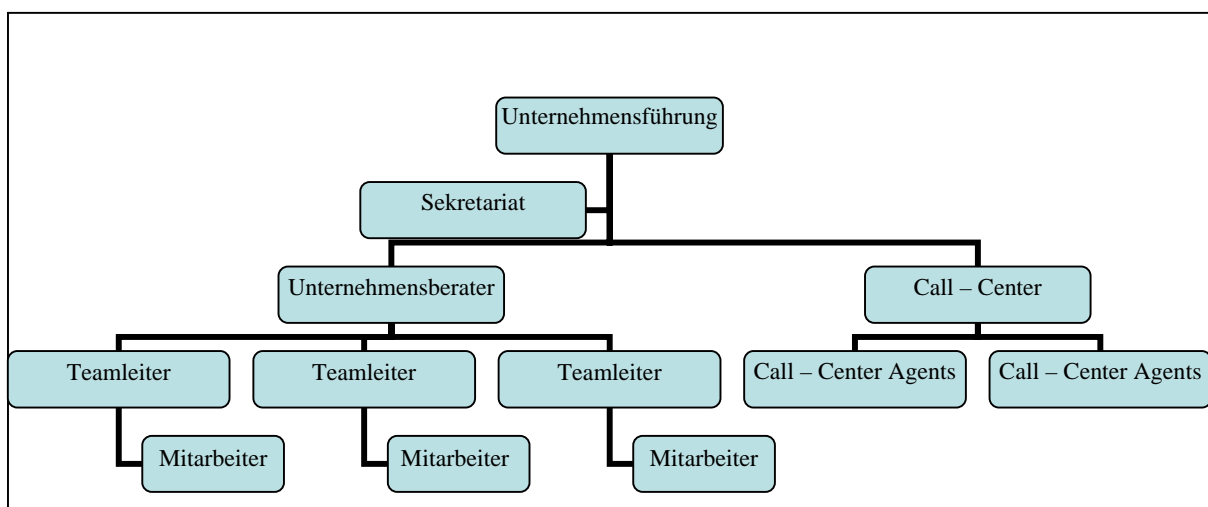 Unternehmensführung
Sekretariat
Unternehmensberater
Call – Center
Teamleiter
Teamleiter
Teamleiter
Call – Center Agents
Call – Center Agents
Mitarbeiter
Mitarbeiter
Mitarbeiter